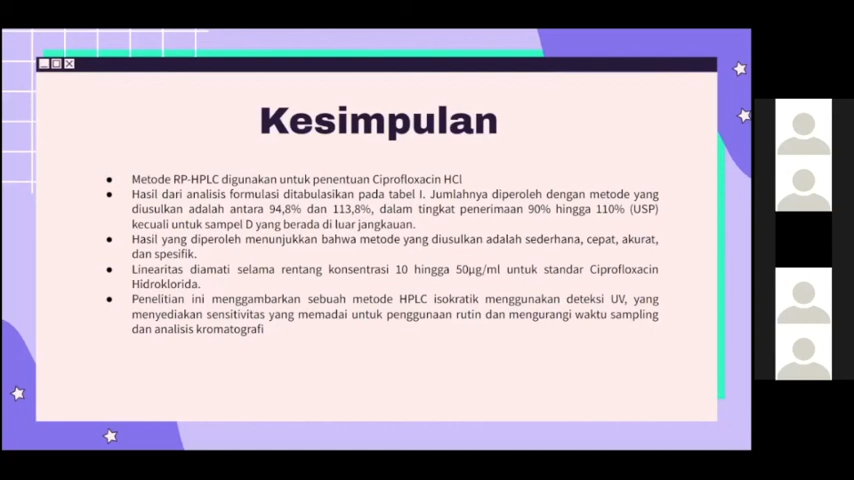 Kesimpulan
● Metode RP-HPLC digunakan untuk penentuan Ciprofloxacin HCl
● Hasil dari analisis formulasi ditabulasikan pada tabel I. Jumlahnya diperoleh dengan metode yang
diusulkan adalah antara 94,8% dan 113,8%, dalam tingkat penerimaan 90% hingga 110% (USP)
kecuali untuk sampel D yang berada di luar jangkauan.
● Hasil yang diperoleh menunjukkan bahwa metode yang diusulkan adalah sederhana, cepat, akurat,
dan spesifik.
● Linearitas diamati selama rentang konsentrasi 10 hingga 50µg/ml untuk standar Ciprofloxacin
Hidroklorida.
● Penelitian ini menggambarkan sebuah metode HPLC isokratik menggunakan deteksi UV, yang
menyediakan sensitivitas yang memadai untuk penggunaan rutin dan mengurangi waktu sampling
dan analisis kromatografi